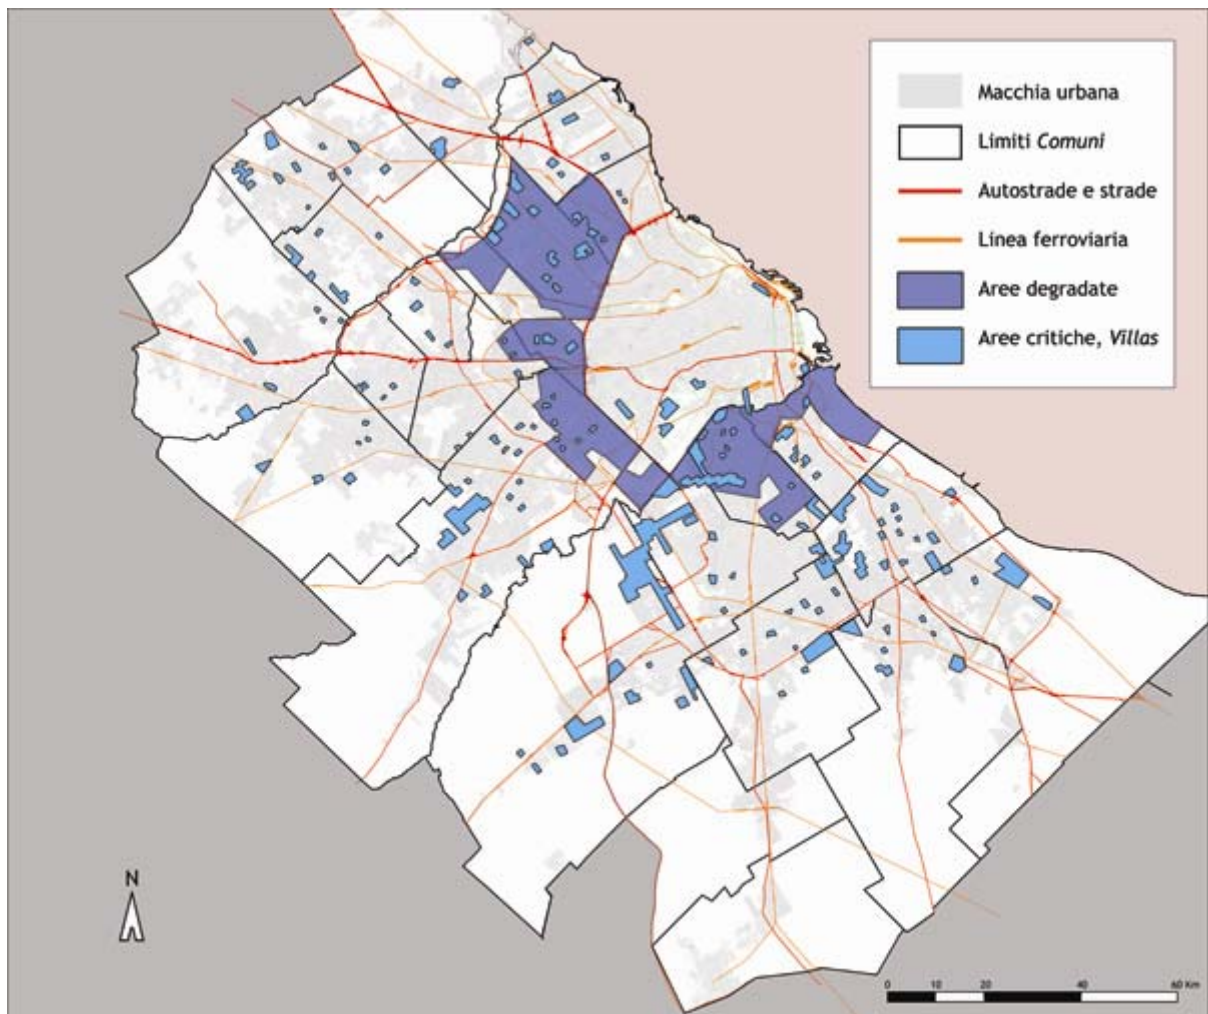 Macchia urbana
Limiti Comuni
Autostrade e strade
Linea ferroviaria
Aree degradate
Aree critiche, Villas
N
0 10 20 40 60 Km